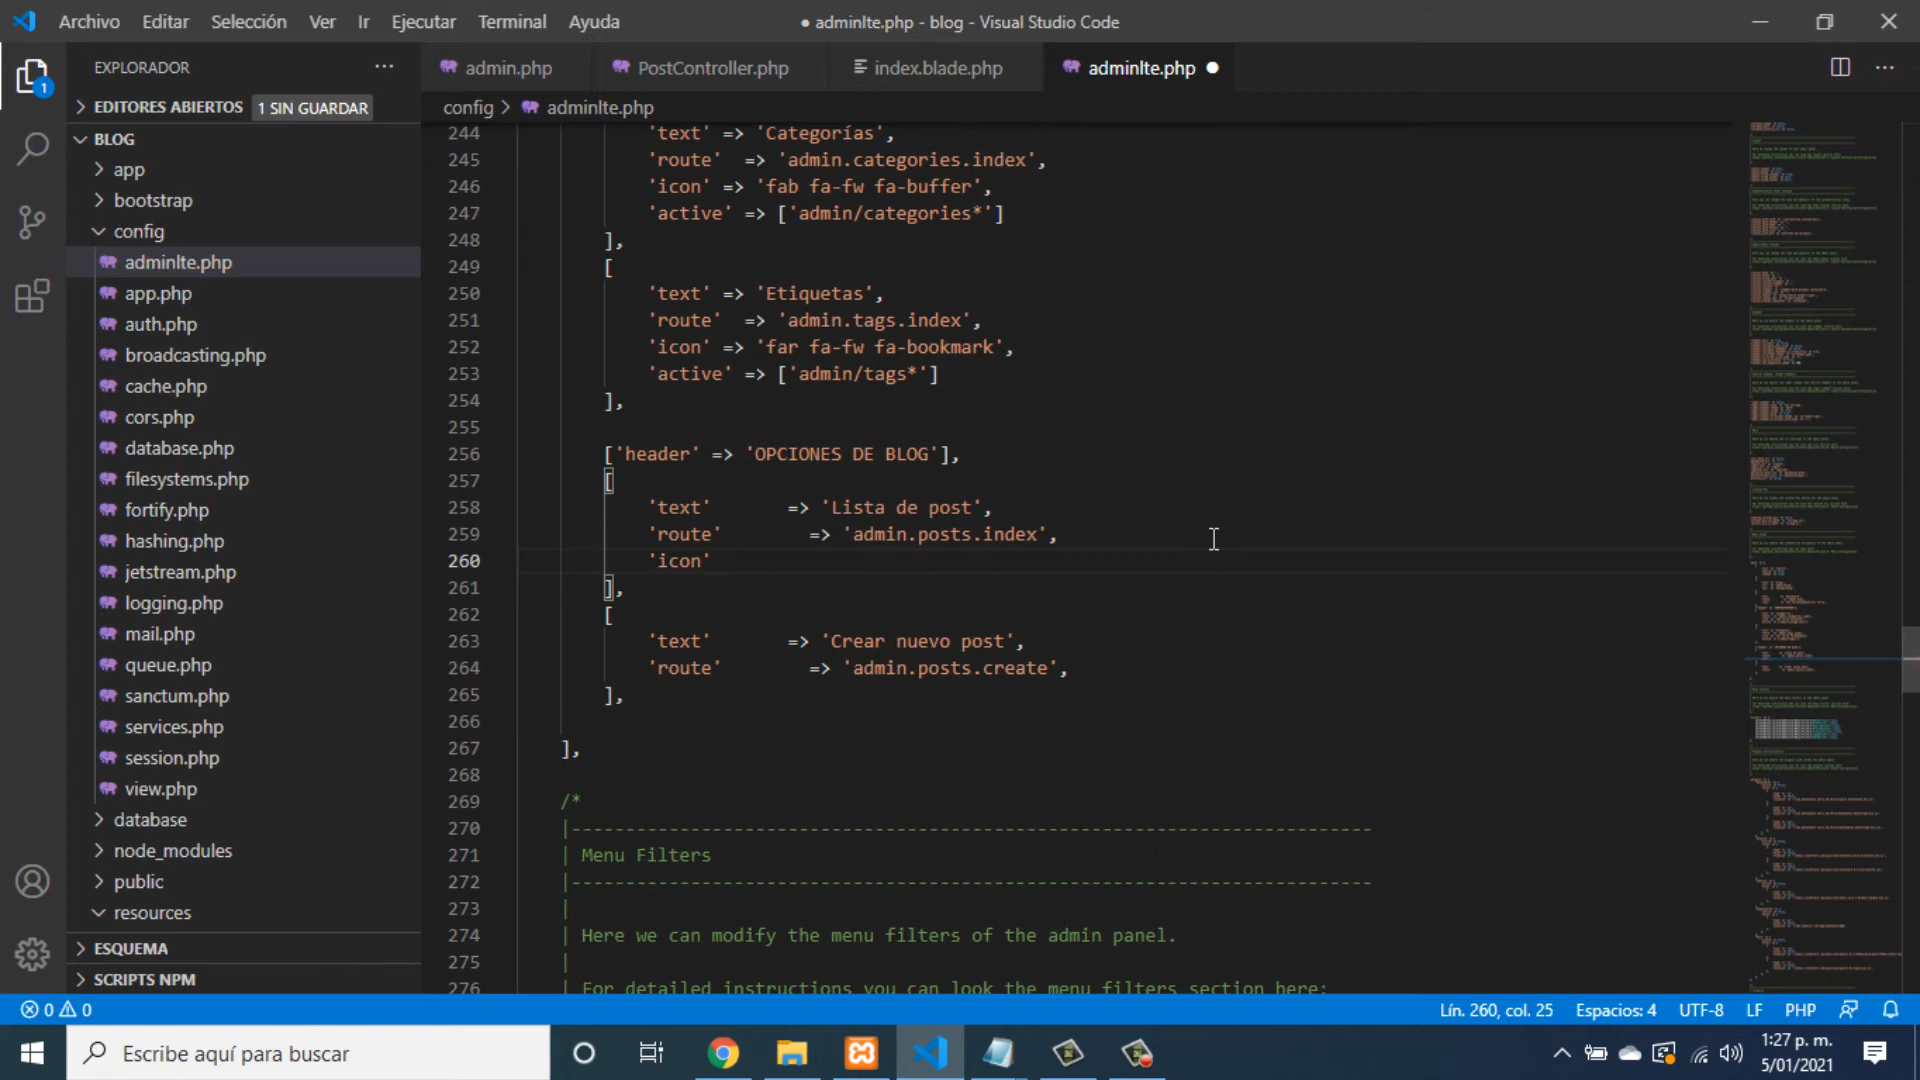 Archivo Editar Selección Ver Ir Ejecutar Terminal Ayuda
● adminlte.php - blog - Visual Studio Code
EXPLORADOR
admin.php PostController.php index.blade.php adminlte.php
EDITORES ABIERTOS 1 SIN GUARDAR
config > adminlte.php
BLOG
app
bootstrap
config
adminlte.php
app.php
auth.php
broadcasting.php
cache.php
cors.php
database.php
filesystems.php
fortify.php
hashing.php
jetstream.php
logging.php
mail.php
queue.php
sanctum.php
services.php
session.php
view.php
database
node_modules
public
resources
ESQUEMA
SCRIPTS NPM
1
244 'text' => 'Categorías',
245 'route' => 'admin.categories.index',
246 'icon' => 'fab fa-fw fa-buffer',
247 'active' => ['admin/categories*']
248 ],
249 [
250 'text' => 'Etiquetas',
251 'route' => 'admin.tags.index',
252 'icon' => 'far fa-fw fa-bookmark',
253 'active' => ['admin/tags*']
254 ],
255
256 ['header' => 'OPCIONES DE BLOG'],
257 [
258 'text' => 'Lista de post',
259 'route' => 'admin.posts.index',
260 'icon'
261 ],
262 [
263 'text' => 'Crear nuevo post',
264 'route' => 'admin.posts.create',
265 ],
266
267 ],
268
269 /*
270 |--------------------------------------------------------------------------
271 | Menu Filters
272 |--------------------------------------------------------------------------
273 |
274 | Here we can modify the menu filters of the admin panel.
275 |
276 | For detailed instructions you can look the menu filters section here:
0 0
Lín. 260, col. 25 Espacios: 4 UTF-8 LF PHP
Escribe aquí para buscar
1:27 p. m.
5/01/2021